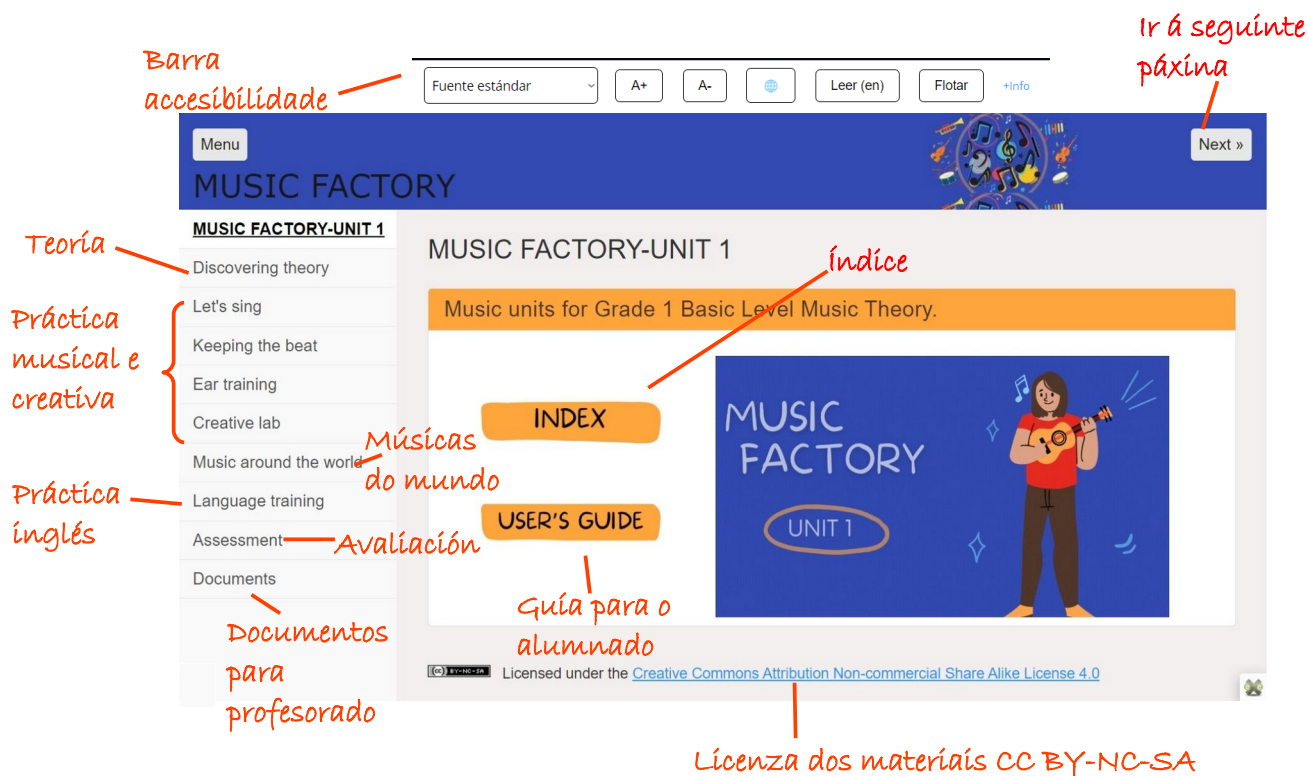 Ir á seguinte
páxina
Barra
accesibilidade
Fuente estándar
A+
A-
Leer (en)
Flotar
+Info
Menu
Next »
MUSIC FACTORY
MUSIC FACTORY-UNIT 1
Teoría
Discovering theory
Práctica
musical e
creativa
Let's sing
Keeping the beat
Ear training
Creative lab
Music around the world
Músicas
do mundo
Práctica
inglés
Language training
Assessment
Avaliación
Documents
Documentos
para
profesorado
MUSIC FACTORY-UNIT 1
Índice
Music units for Grade 1 Basic Level Music Theory.
INDEX
USER'S GUIDE
Guía para o
alumnado
MUSIC
FACTORY
UNIT 1
(cc) BY-NC-SA
Licensed under the Creative Commons Attribution Non-commercial Share Alike License 4.0
Licenza dos materiais CC BY-NC-SA